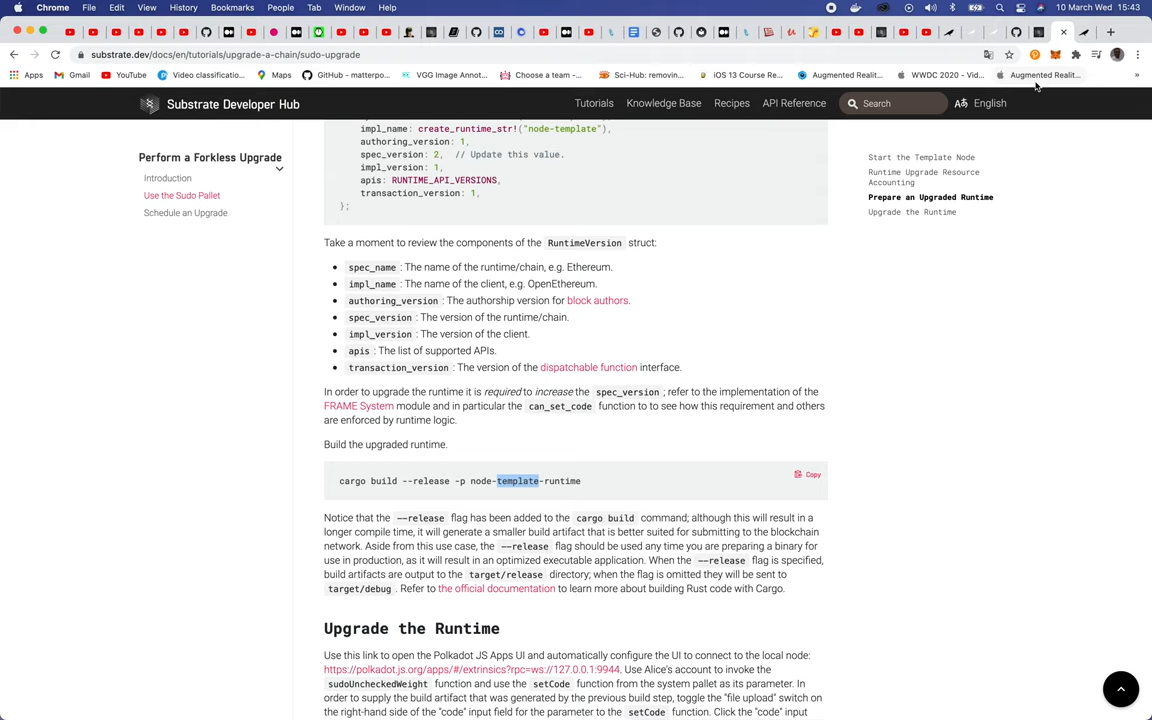 Chrome File Edit View History Bookmarks People Tab Window Help 10 March Wed 15:43
substrate.dev/docs/en/tutorials/upgrade-a-chain/sudo-upgrade
Apps Gmail YouTube Video classificatio... Maps GitHub - matterpo... VGG Image Annot... Choose a team -... Sci-Hub: removin... iOS 13 Course Re... Augmented Realit... WWDC 2020 - Vid... Augmented Realit... »
Substrate Developer Hub Tutorials Knowledge Base Recipes API Reference Search English
Perform a Forkless Upgrade
Introduction
Use the Sudo Pallet
Schedule an Upgrade
impl_name: create_runtime_str!("node-template"),
authoring_version: 1,
spec_version: 2, // Update this value.
impl_version: 1,
apis: RUNTIME_API_VERSIONS,
transaction_version: 1,
};
Take a moment to review the components of the RuntimeVersion struct:
• spec_name : The name of the runtime/chain, e.g. Ethereum.
• impl_name : The name of the client, e.g. OpenEthereum.
• authoring_version : The authorship version for block authors.
• spec_version : The version of the runtime/chain.
• impl_version : The version of the client.
• apis : The list of supported APIs.
• transaction_version : The version of the dispatchable function interface.
In order to upgrade the runtime it is required to increase the spec_version ; refer to the implementation of the
FRAME System module and in particular the can_set_code function to to see how this requirement and others
are enforced by runtime logic.
Build the upgraded runtime.
cargo build --release -p node-template-runtime
Copy
Notice that the --release flag has been added to the cargo build command; although this will result in a
longer compile time, it will generate a smaller build artifact that is better suited for submitting to the blockchain
network. Aside from this use case, the --release flag should be used any time you are preparing a binary for
use in production, as it will result in an optimized executable application. When the --release flag is specified,
build artifacts are output to the target/release directory; when the flag is omitted they will be sent to
target/debug . Refer to the official documentation to learn more about building Rust code with Cargo.
Upgrade the Runtime
Use this link to open the Polkadot JS Apps UI and automatically configure the UI to connect to the local node:
https://polkadot.js.org/apps/#/extrinsics?rpc=ws://127.0.0.1:9944. Use Alice's account to invoke the
sudoUncheckedWeight function and use the setCode function from the system pallet as its parameter. In
order to supply the build artifact that was generated by the previous build step, toggle the "file upload" switch on
the right-hand side of the "code" input field for the parameter to the setCode function. Click the "code" input
Start the Template Node
Runtime Upgrade Resource
Accounting
Prepare an Upgraded Runtime
Upgrade the Runtime